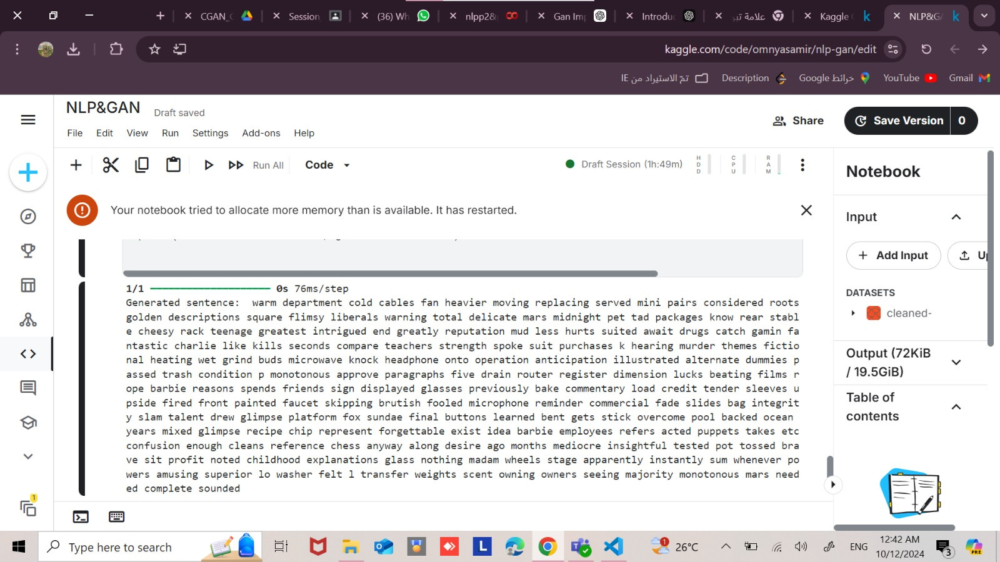 CGAN_
Session
(36) Wh
nlpp2&
Gan Im
Introdu
علامة تبو
Kaggle
NLP&G
kaggle.com/code/omnyasamir/nlp-gan/edit
تمّ الاستيراد من IE
Description
خرائط Google
YouTube
Gmail
NLP&GAN
Draft saved
File Edit View Run Settings Add-ons Help
Share
Save Version 0
Run All
Code
Draft Session (1h:49m)
HDD
CPU
RAM
Your notebook tried to allocate more memory than is available. It has restarted.
1/1 0s 76ms/step
Generated sentence: warm department cold cables fan heavier moving replacing served mini pairs considered roots
golden descriptions square flimsy liberals warning total delicate mars midnight pet tad packages know rear stabl
e cheesy rack teenage greatest intrigued end greatly reputation mud less hurts suited await drugs catch gamin fa
ntastic charlie like kills seconds compare teachers strength spoke suit purchases k hearing murder themes fictio
nal heating wet grind buds microwave knock headphone onto operation anticipation illustrated alternate dummies p
assed trash condition p monotonous approve paragraphs five drain router register dimension lucks beating films r
ope barbie reasons spends friends sign displayed glasses previously bake commentary load credit tender sleeves u
pside fired front painted faucet skipping brutish fooled microphone reminder commercial fade slides bag integrit
y slam talent drew glimpse platform fox sundae final buttons learned bent gets stick overcome pool backed ocean
years mixed glimpse recipe chip represent forgettable exist idea barbie employees refers acted puppets takes etc
confusion enough cleans reference chess anyway along desire ago months mediocre insightful tested pot tossed bra
ve sit profit noted childhood explanations glass nothing madam wheels stage apparently instantly sum whenever po
wers amusing superior lo washer felt l transfer weights scent owning owners seeing majority monotonous mars need
ed complete sounded
Notebook
Input
+ Add Input
Up
DATASETS
cleaned-
Output (72KiB
/ 19.5GiB)
Table of
contents
1
Type here to search
1
26°C
ENG
12:42 AM
10/12/2024
3
PRE